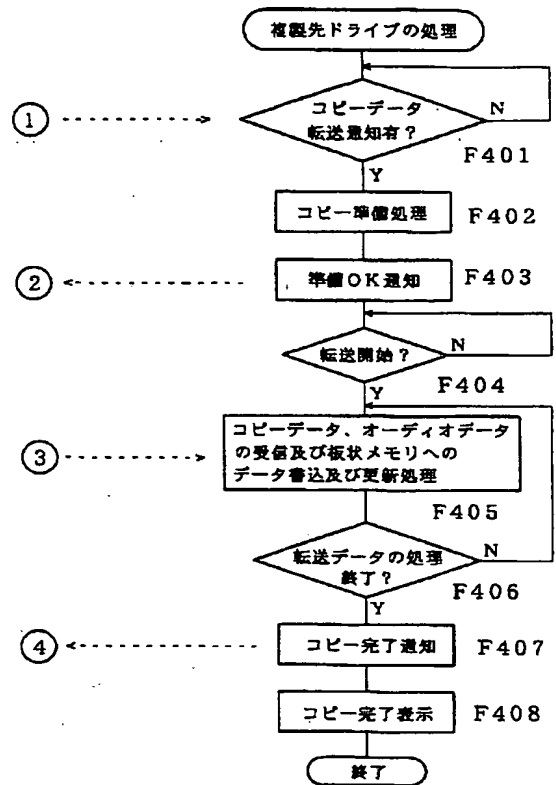 複製先ドライブの処理
コピーデータ
転送通知有?
N
①
F401
Y
コピー準備処理
F402
②
準備OK通知
F403
転送開始?
N
F404
Y
③
コピーデータ、オーディオデータ
の受信及び板状メモリへの
データ書込及び更新処理
F405
転送データの処理
終了?
N
F406
Y
④
コピー完了通知
F407
コピー完了表示
F408
終了